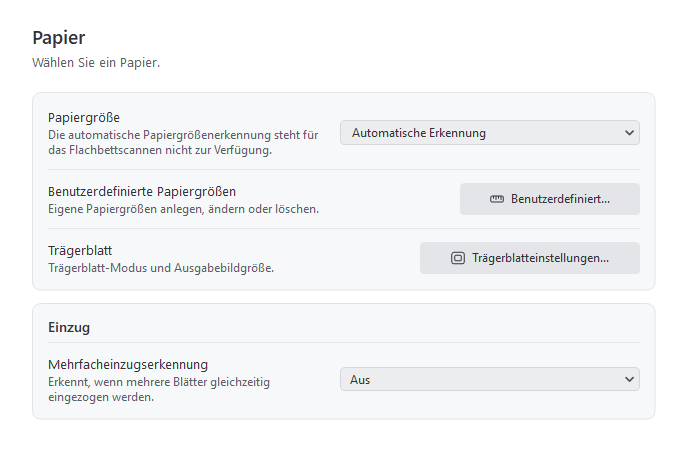 Papier
Wählen Sie ein Papier.
Papiergröße
Die automatische Papiergrößenerkennung steht für
das Flachbettscannen nicht zur Verfügung.
Automatische Erkennung
Benutzerdefinierte Papiergrößen
Eigene Papiergrößen anlegen, ändern oder löschen.
Benutzerdefiniert...
Trägerblatt
Trägerblatt-Modus und Ausgabebildgröße.
Trägerblatteinstellungen...
Einzug
Mehrfacheinzugserkennung
Erkennt, wenn mehrere Blätter gleichzeitig
eingezogen werden.
Aus